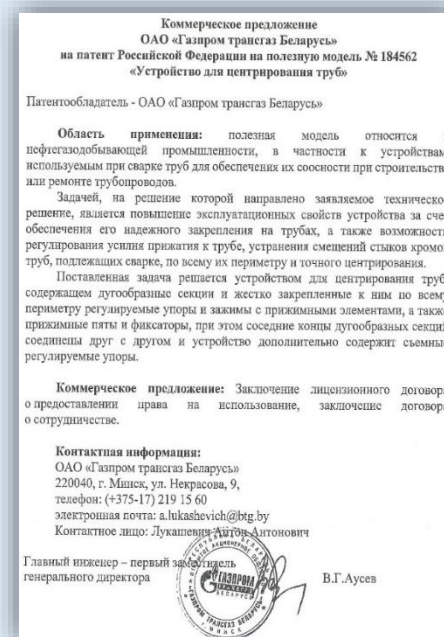 Коммерческое предложение
ОАО «Газпром трансгаз Беларусь»
на патент Российской Федерации на полезную модель № 184562
«Устройство для центрирования труб»
Патентообладатель - ОАО «Газпром трансгаз Беларусь»
Область применения: полезная модель относится
нефтегазодобывающей промышленности, в частности к устройствам
используемым при сварке труб для обеспечения их соосности при строительств
или ремонте трубопроводов.
Задачей, на решение которой направлено заявляемое техническо
решение, является повышение эксплуатационных свойств устройства за сче
обеспечения его надежного закрепления на трубах, а также возможност
регулирования усилия прижатия к трубе, устранения смещений стыков кромо
труб, подлежащих сварке, по всему их периметру и точного центрирования.
Поставленная задача решается устройством для центрирования труб
содержащем дугообразные секции и жестко закрепленные к ним по всему
периметру регулируемые упоры и зажимы с прижимными элементами, а также
прижимные пяты и фиксаторы, при этом соседние концы дугообразных секци
соединены друг с другом и устройство дополнительно содержит съемные
регулируемые упоры.
Коммерческое предложение: Заключение лицензионного договор
о предоставлении права на использование, заключение договор
о сотрудничестве.
Контактная информация:
ОАО «Газпром трансгаз Беларусь»
220040, г. Минск, ул. Некрасова, 9,
телефон: (+375-17) 219 15 60
электронная почта: a.lukashevich@btg.by
Контактное лицо: Лукашевич Антон Антонович
Главный инженер – первый заместитель
генерального директора В.Г.Аусев
ГАЗПРОМ
БЕЛАРУСЬ